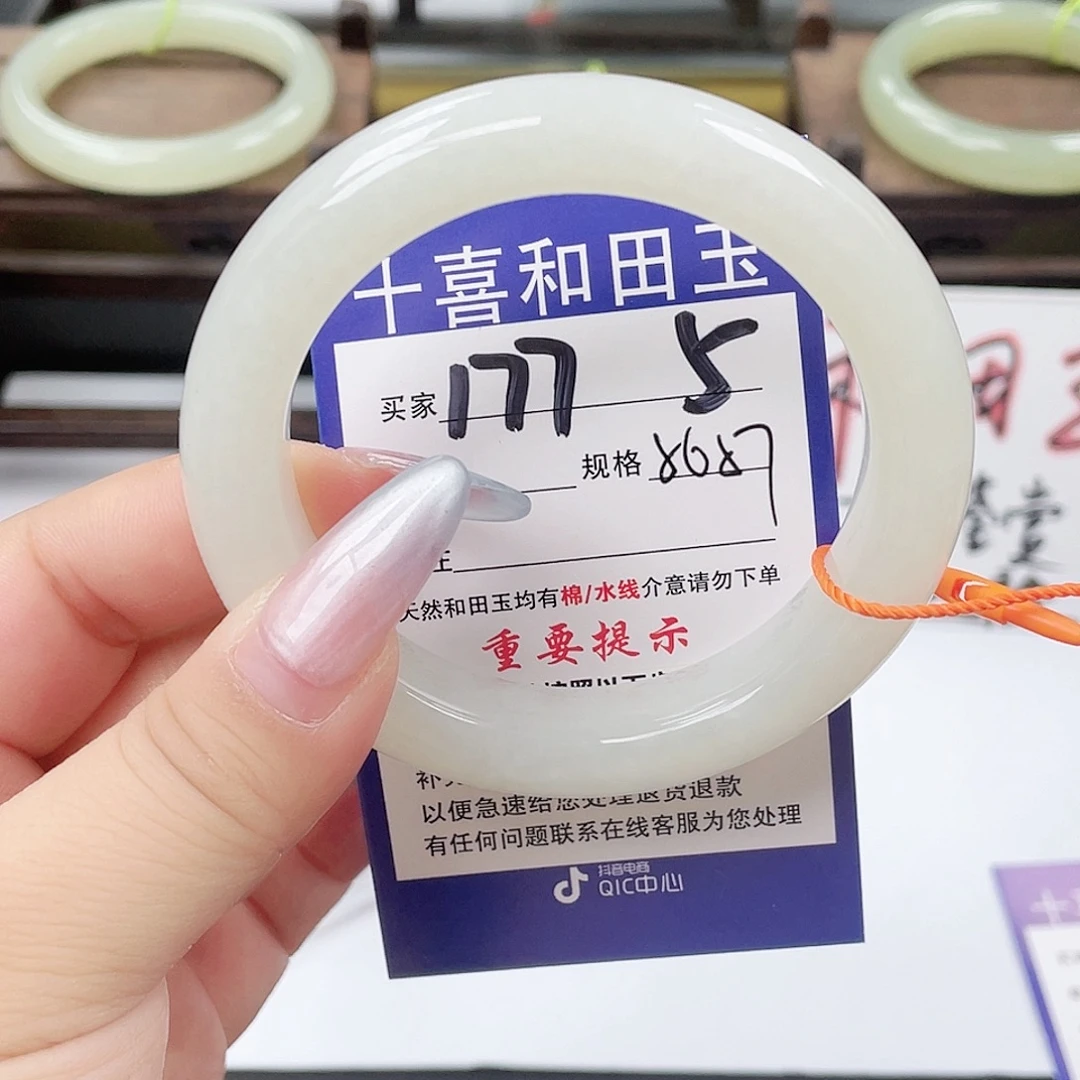 十喜和田玉
买家 177 5
规格 8687
天然和田玉均有棉/水线介意请勿下单
重要提示
以便急速给您处理退货退款
有任何问题联系在线客服为您处理
抖音电商
QIC中心